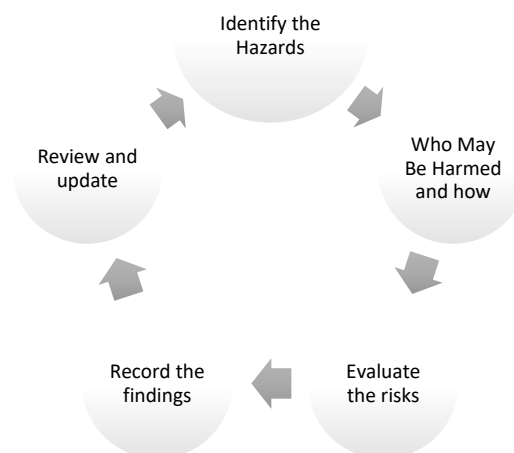 Identify the
Hazards
Who May
Be Harmed
and how
Evaluate
the risks
Record the
findings
Review and
update